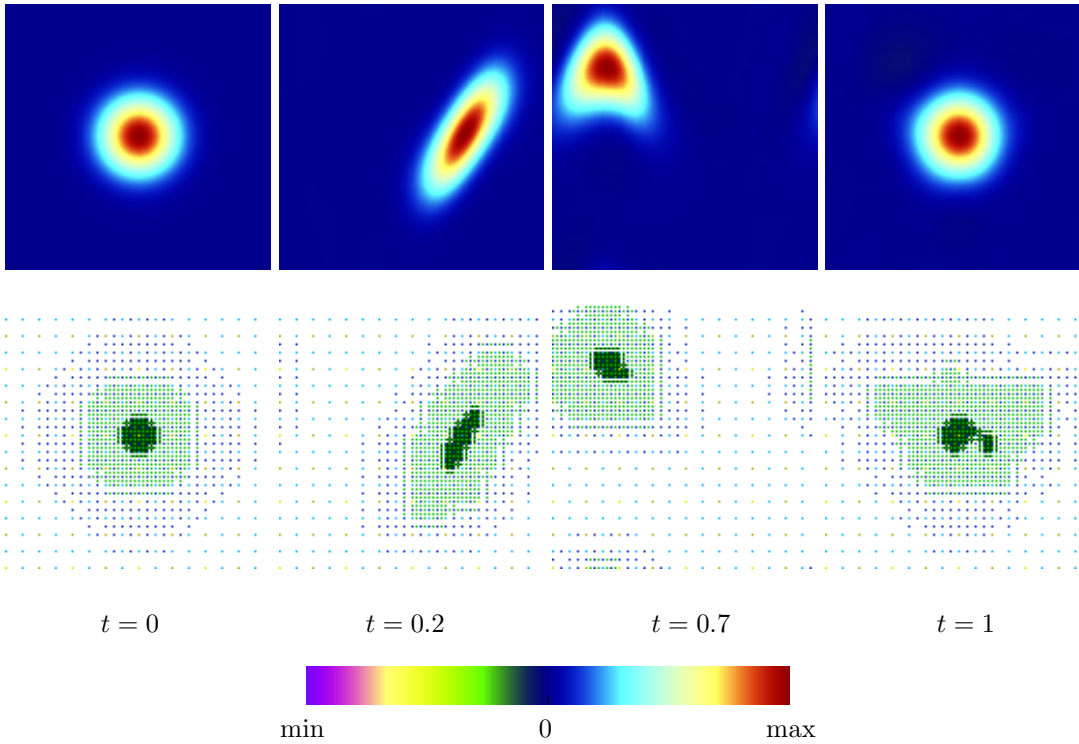 t = 0 t = 0.2 t = 0.7 t = 1
min 0 max